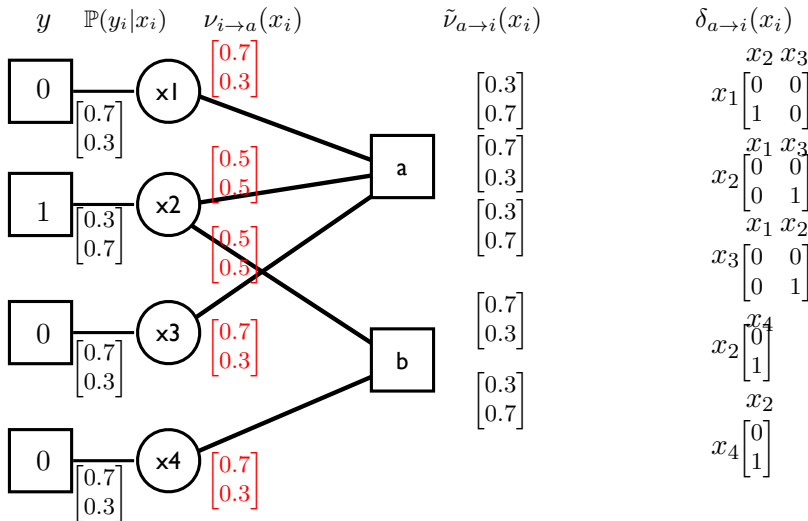 y ℙ(y_i|x_i) ν_{i→a}(x_i) ν̃_{a→i}(x_i) δ_{a→i}(x_i)
0
[0.7
0.3]
x1
[0.7
0.3]
1
[0.3
0.7]
x2
[0.5
0.5]
[0.5
0.5]
0
[0.7
0.3]
x3
[0.7
0.3]
0
[0.7
0.3]
x4
[0.7
0.3]
a
b
[0.3
0.7]
[0.7
0.3]
[0.3
0.7]
[0.7
0.3]
[0.3
0.7]
x_2 x_3
x_1 [0 0
1 0]
x_1 x_3
x_2 [0 0
0 1]
x_1 x_2
x_3 [0 0
0 1]
x_4
x_2 [0
1]
x_2
x_4 [0
1]